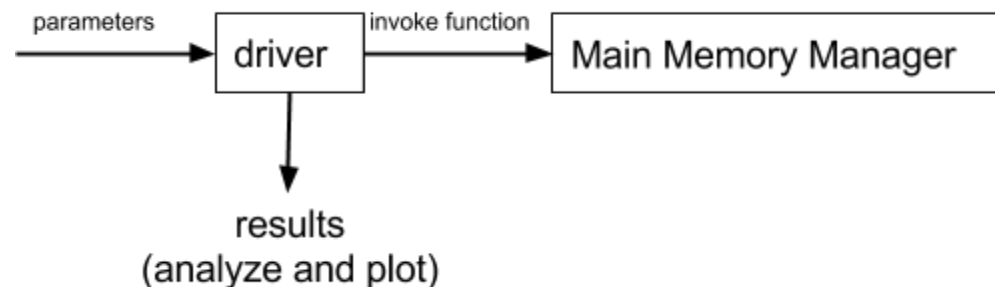 parameters
invoke function
driver
Main Memory Manager
results
(analyze and plot)